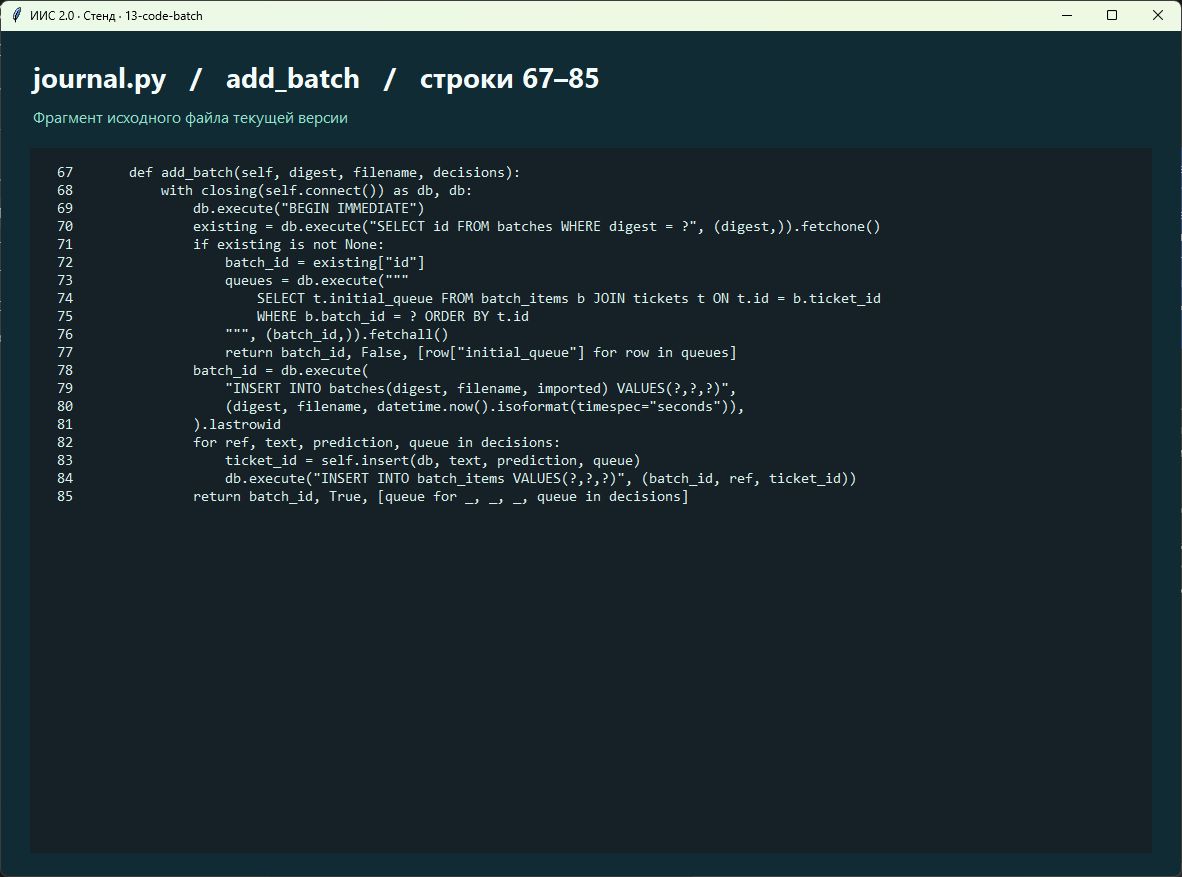 ИИС 2.0 · Стенд · 13-code-batch
journal.py / add_batch / строки 67–85
Фрагмент исходного файла текущей версии
67 def add_batch(self, digest, filename, decisions):
68 with closing(self.connect()) as db, db:
69 db.execute("BEGIN IMMEDIATE")
70 existing = db.execute("SELECT id FROM batches WHERE digest = ?", (digest,)).fetchone()
71 if existing is not None:
72 batch_id = existing["id"]
73 queues = db.execute("""
74 SELECT t.initial_queue FROM batch_items b JOIN tickets t ON t.id = b.ticket_id
75 WHERE b.batch_id = ? ORDER BY t.id
76 """, (batch_id,)).fetchall()
77 return batch_id, False, [row["initial_queue"] for row in queues]
78 batch_id = db.execute(
79 "INSERT INTO batches(digest, filename, imported) VALUES(?,?,?)",
80 (digest, filename, datetime.now().isoformat(timespec="seconds")),
81 ).lastrowid
82 for ref, text, prediction, queue in decisions:
83 ticket_id = self.insert(db, text, prediction, queue)
84 db.execute("INSERT INTO batch_items VALUES(?,?,?)", (batch_id, ref, ticket_id))
85 return batch_id, True, [queue for _, _, _, queue in decisions]